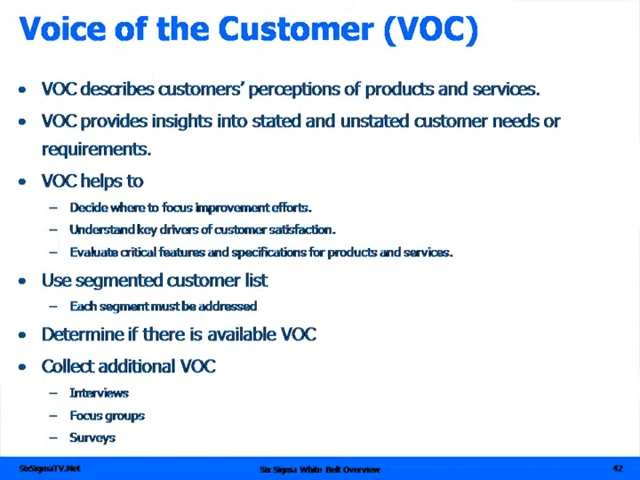 Voice of the Customer (VOC)
• VOC describes customers’ perceptions of products and services.
• VOC provides insights into stated and unstated customer needs or
requirements.
• VOC helps to
– Decide where to focus improvement efforts.
– Understand key drivers of customer satisfaction.
– Evaluate critical features and specifications for products and services.
• Use segmented customer list
– Each segment must be addressed
• Determine if there is available VOC
• Collect additional VOC
– Interviews
– Focus groups
– Surveys
SixSigmaTV.Net Six Sigma White Belt Overview 42